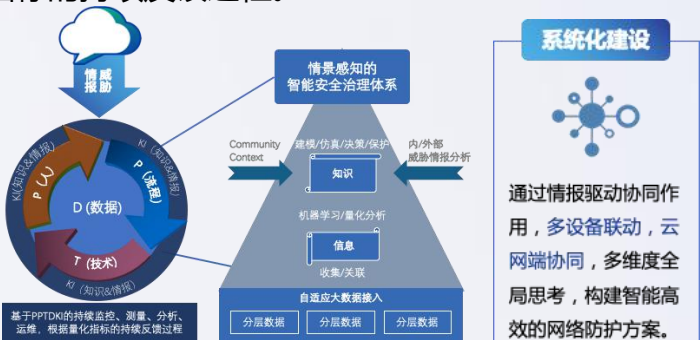 威胁
情报
KI（知识&情报）
KI（知识&情报）
KI（知识&情报）
P（人）
P（流程）
D (数据)
T (技术)
基于PPTDKI的持续监控、测量、分析、
运维，根据量化指标的持续反馈过程
情景感知的
智能安全治理体系
Community
Context
建模/仿真/决策/保护
内/外部
威胁情报分析
知识
机器学习/量化分析
信息
收集/关联
自适应大数据接入
分层数据
分层数据
分层数据
系统化建设
通过情报驱动协同作
用，多设备联动，云
网端协同，多维度全
局思考，构建智能高
效的网络防护方案。